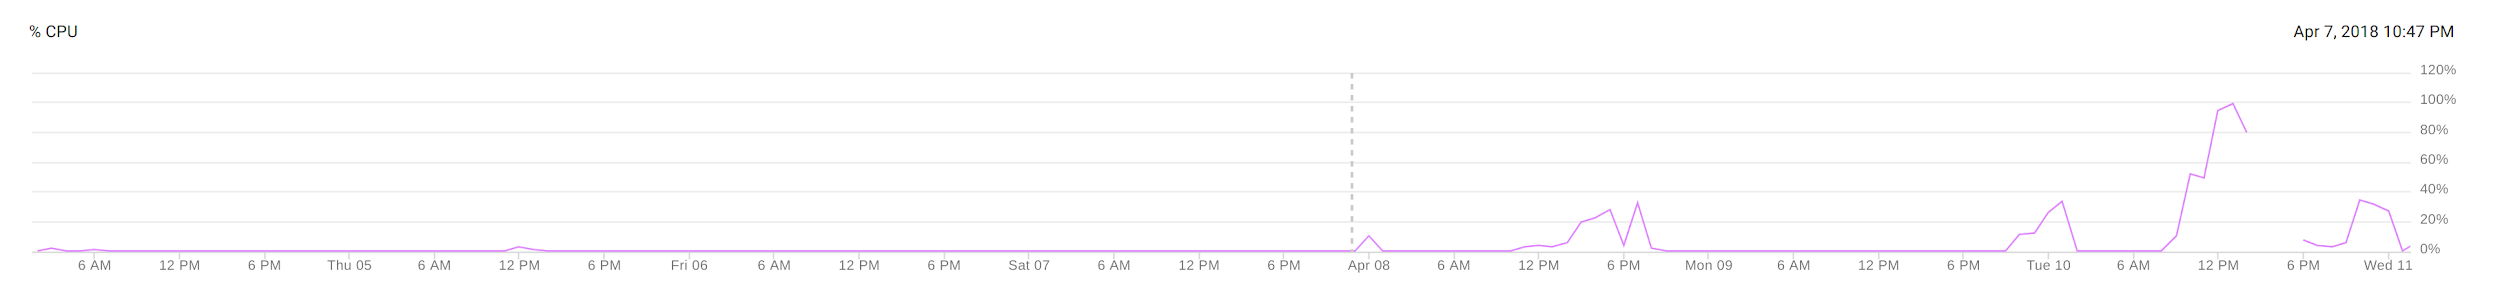 % CPU
Apr 7, 2018 10:47 PM
120%
100%
80%
60%
40%
20%
0%
6 AM 12 PM 6 PM Thu 05 6 AM 12 PM 6 PM Fri 06 6 AM 12 PM 6 PM Sat 07 6 AM 12 PM 6 PM Apr 08 6 AM 12 PM 6 PM Mon 09 6 AM 12 PM 6 PM Tue 10 6 AM 12 PM 6 PM Wed 11